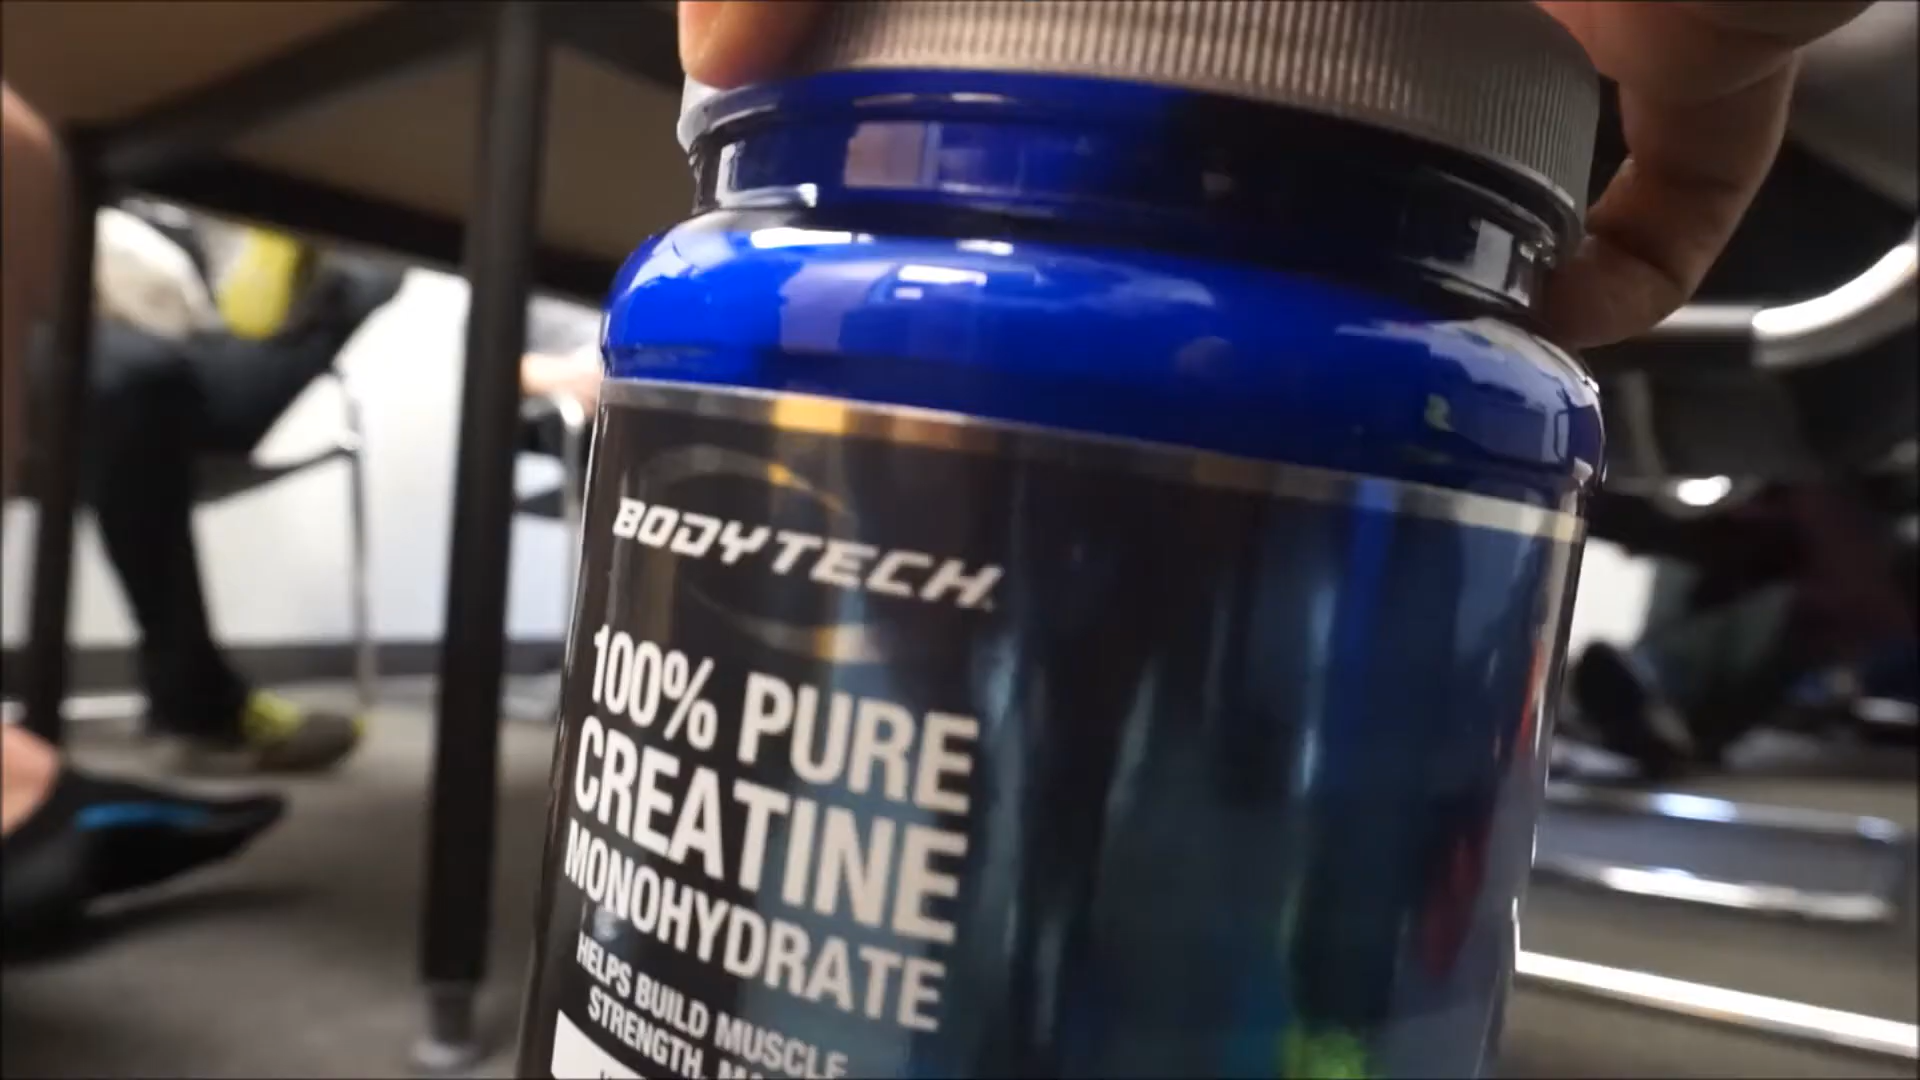 BODYTECH
100% PURE
CREATINE
MONOHYDRATE
HELPS BUILD MUSCLE
STRENGTH,